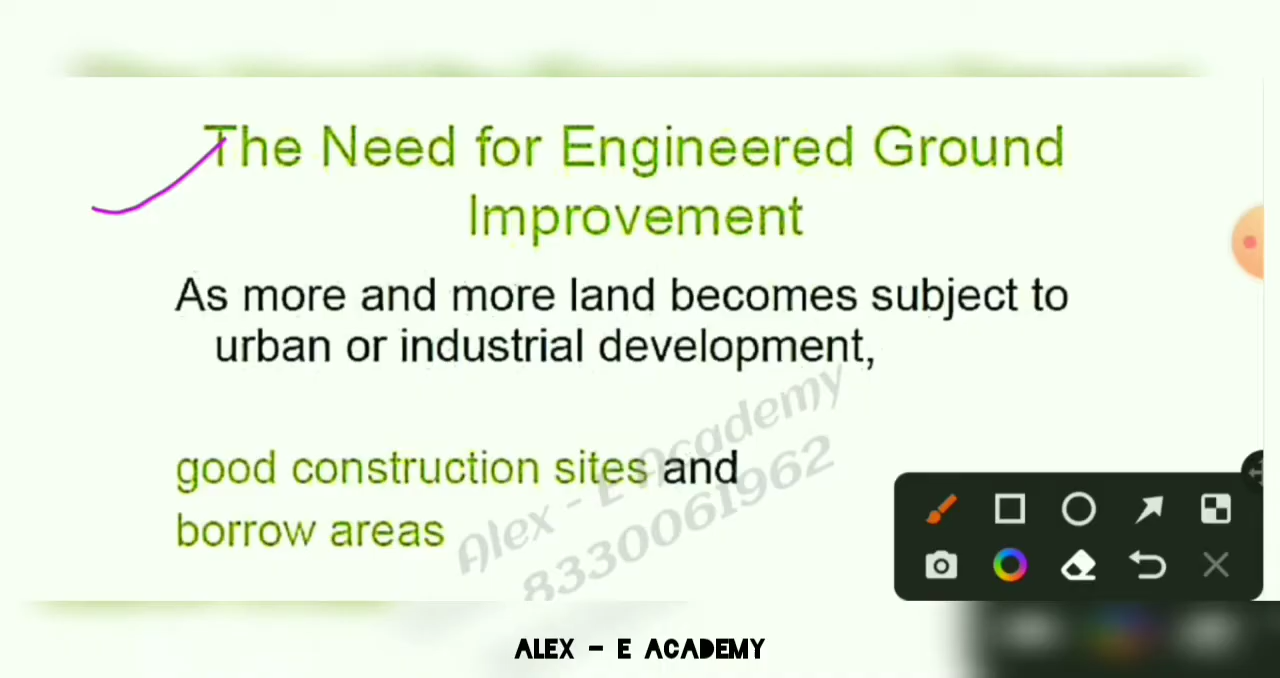 The Need for Engineered Ground
Improvement
As more and more land becomes subject to
urban or industrial development,
good construction sites and
borrow areas
Alex - E Academy
8330061962
ALEX - E ACADEMY